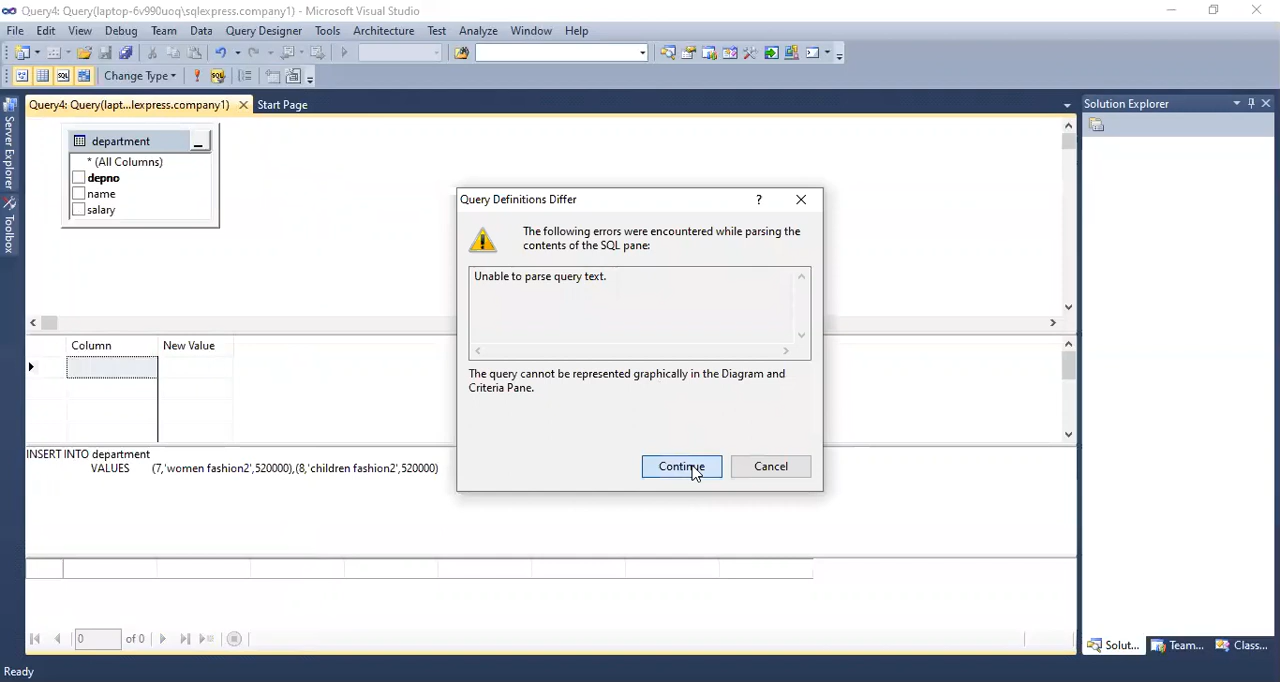 Query4: Query(laptop-6v990uoq\sqlexpress.company1) - Microsoft Visual Studio
File Edit View Debug Team Data Query Designer Tools Architecture Test Analyze Window Help
Change Type
Query4: Query(lapt...lexpress.company1) Start Page
Solution Explorer
Server Explorer
Toolbox
department
* (All Columns)
depno
name
salary
Query Definitions Differ
?
The following errors were encountered while parsing the
contents of the SQL pane:
Unable to parse query text.
The query cannot be represented graphically in the Diagram and
Criteria Pane.
Continue Cancel
Column New Value
INSERT INTO department
VALUES (7,'women fashion2',520000),(8,'children fashion2',520000)
0 of 0
Solut... Team... Class...
Ready